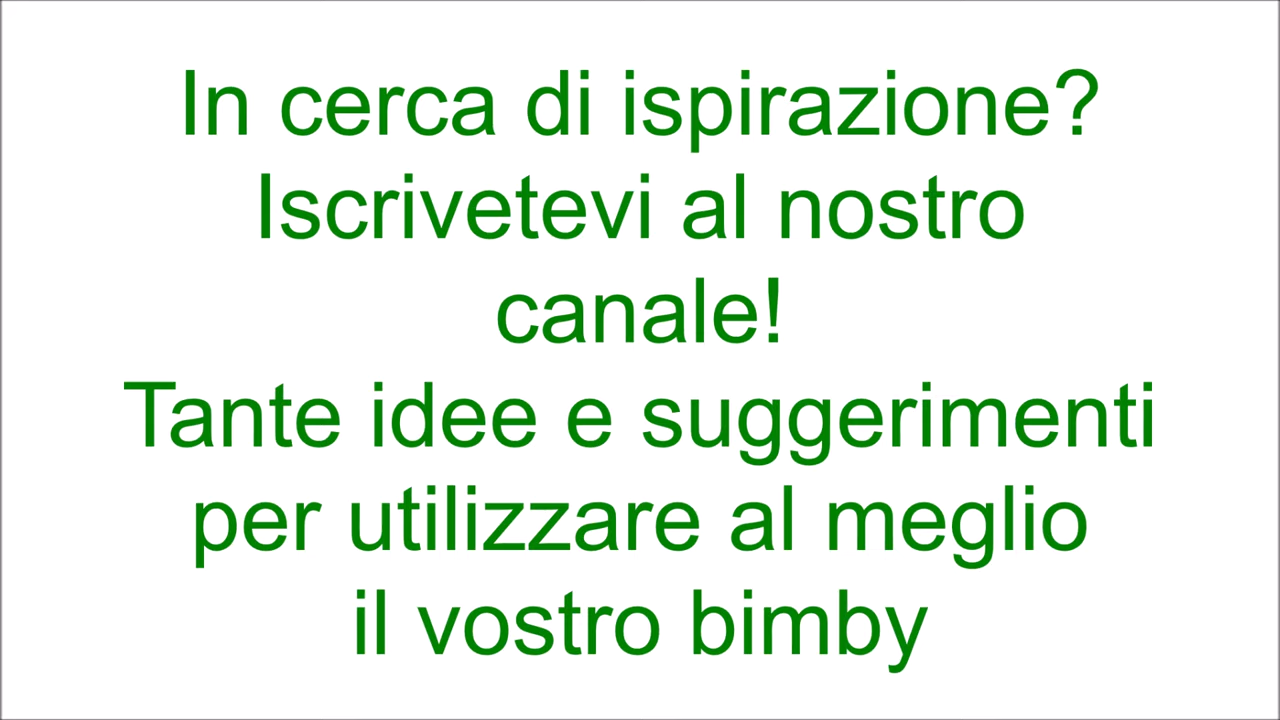 In cerca di ispirazione?
Iscrivetevi al nostro
canale!
Tante idee e suggerimenti
per utilizzare al meglio
il vostro bimby